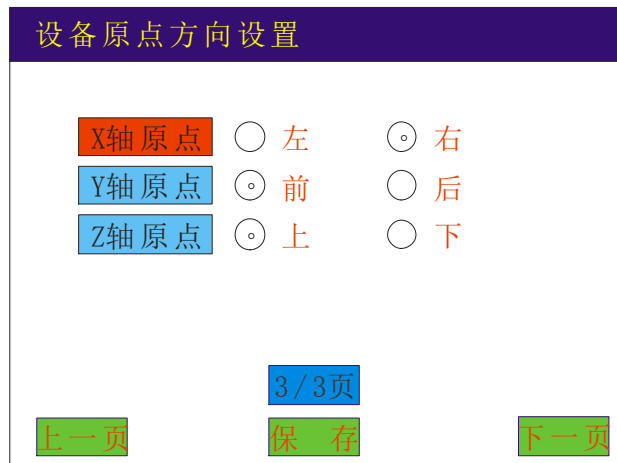 设备原点方向设置
X轴原点 左 右
Y轴原点 前 后
Z轴原点 上 下
3/3页
上一页 保 存 下一页